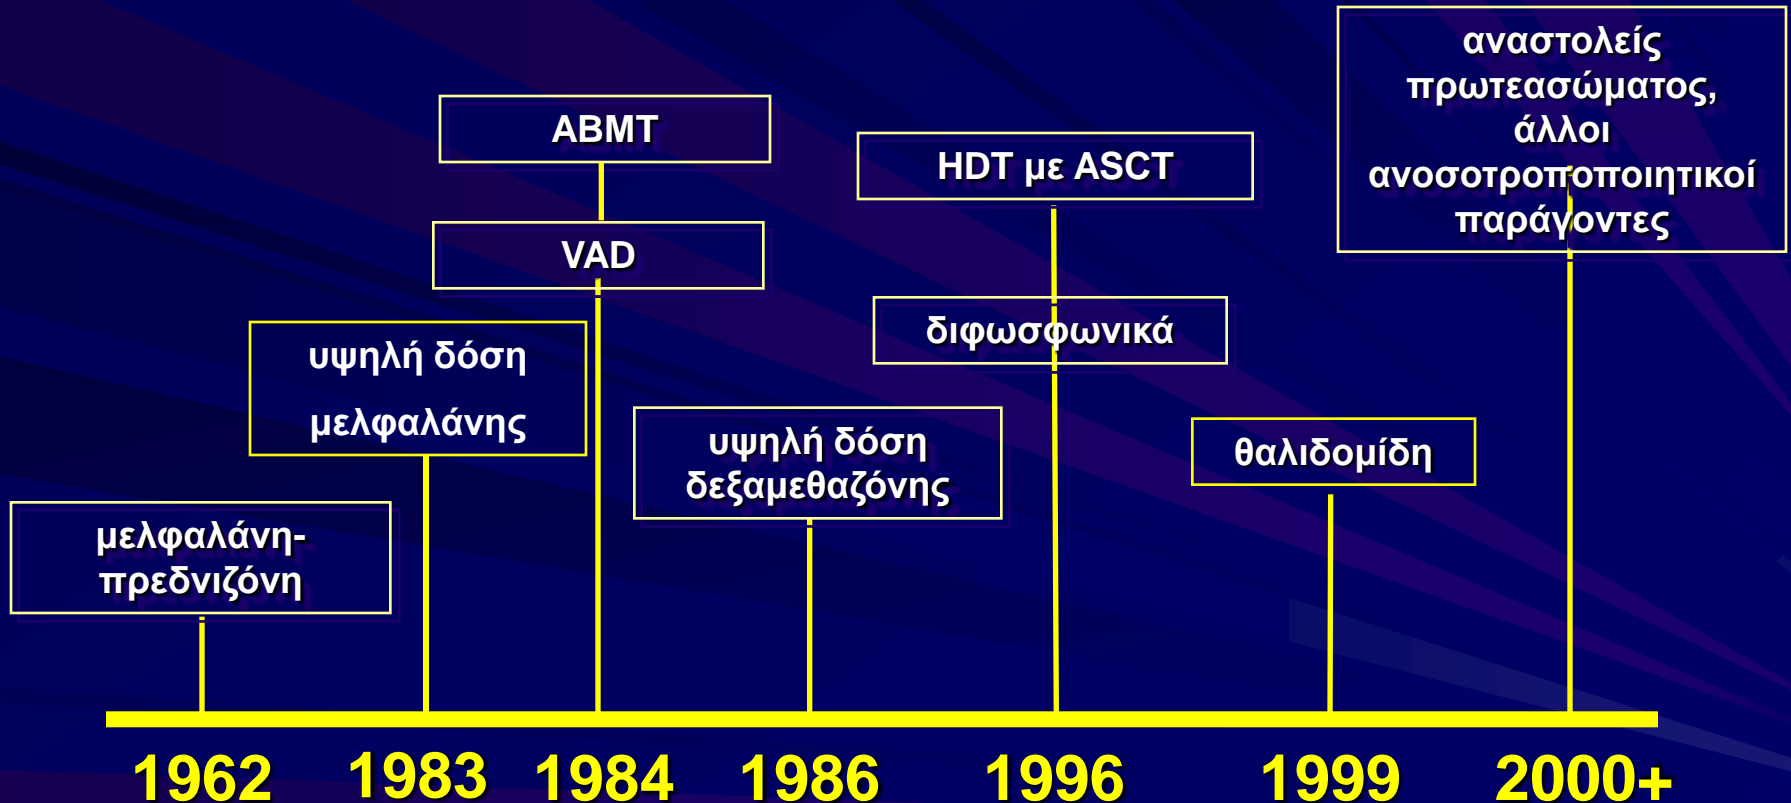 αναστολείς
πρωτεασώματος,
άλλοι
ανοσοτροποποιητικοί
παράγοντες
ABMT
HDT με ASCT
VAD
διφωσφωνικά
υψηλή δόση
μελφαλάνης
υψηλή δόση
δεξαμεθαζόνης
θαλιδομίδη
μελφαλάνη-
πρεδνιζόνη
1962 1983 1984 1986 1996 1999 2000+